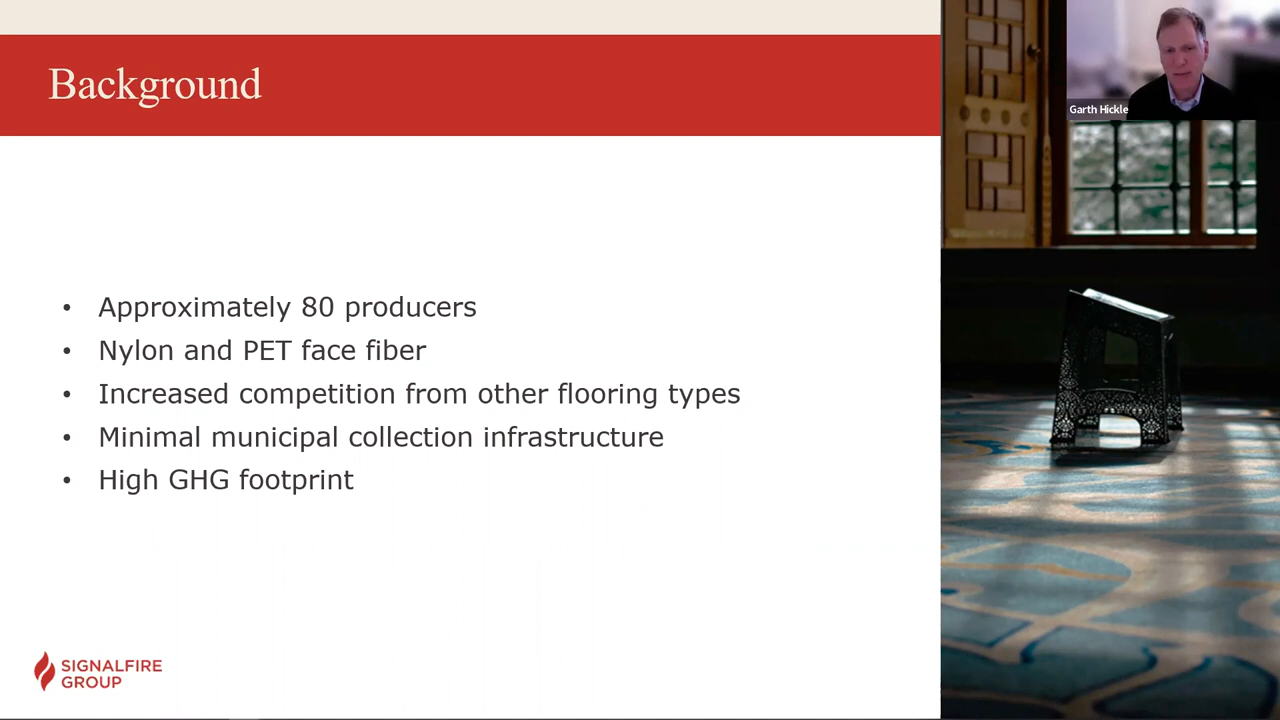 Background
Garth Hickle
• Approximately 80 producers
• Nylon and PET face fiber
• Increased competition from other flooring types
• Minimal municipal collection infrastructure
• High GHG footprint
SIGNALFIRE
GROUP